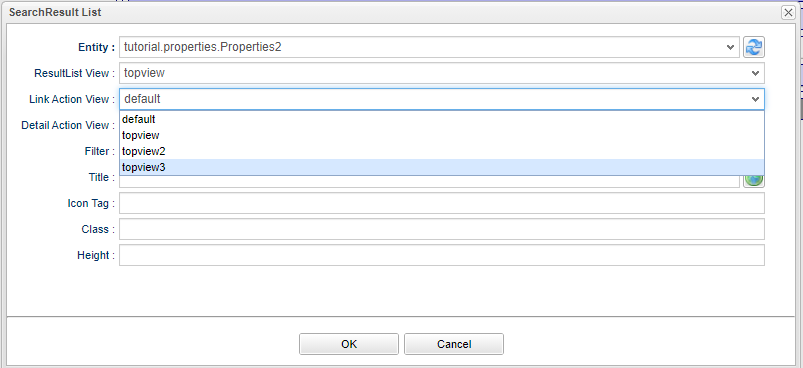 SearchResult List
Entity : tutorial.properties.Properties2
ResultList View : topview
Link Action View : default
Detail Action View : default
topview
Filter : topview2
topview3
Title :
Icon Tag :
Class :
Height :
OK Cancel